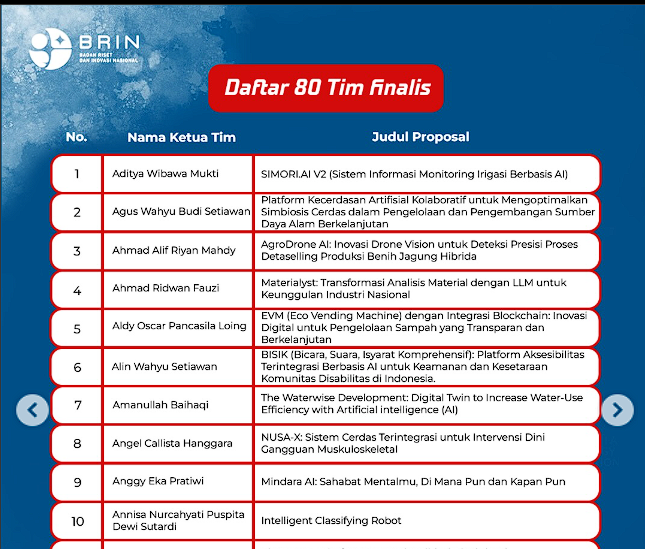 BRIN
BADAN RISET
DAN INOVASI NASIONAL
Daftar 80 Tim finalis
No. Nama Ketua Tim Judul Proposal
1 Aditya Wibawa Mukti SIMORI.AI V2 (Sistem Informasi Monitoring Irigasi Berbasis AI)
2 Agus Wahyu Budi Setiawan Platform Kecerdasan Artifisial Kolaboratif untuk Mengoptimalkan
Simbiosis Cerdas dalam Pengelolaan dan Pengembangan Sumber
Daya Alam Berkelanjutan
3 Ahmad Alif Riyan Mahdy AgroDrone AI: Inovasi Drone Vision untuk Deteksi Presisi Proses
Detaselling Produksi Benih Jagung Hibrida
4 Ahmad Ridwan Fauzi Materialyst: Transformasi Analisis Material dengan LLM untuk
Keunggulan Industri Nasional
5 Aldy Oscar Pancasila Loing EVM (Eco Vending Machine) dengan Integrasi Blockchain: Inovasi
Digital untuk Pengelolaan Sampah yang Transparan dan
Berkelanjutan
6 Alin Wahyu Setiawan BISIK (Bicara, Suara, Isyarat Komprehensif): Platform Aksesibilitas
Terintegrasi Berbasis AI untuk Keamanan dan Kesetaraan
Komunitas Disabilitas di Indonesia.
7 Amanullah Baihaqi The Waterwise Development: Digital Twin to Increase Water-Use
Efficiency with Artificial intelligence (AI)
8 Angel Callista Hanggara NUSA-X: Sistem Cerdas Terintegrasi untuk Intervensi Dini
Gangguan Muskuloskeletal
9 Anggy Eka Pratiwi Mindara AI: Sahabat Mentalmu, Di Mana Pun dan Kapan Pun
10 Annisa Nurcahyati Puspita
Dewi Sutardi Intelligent Classifying Robot